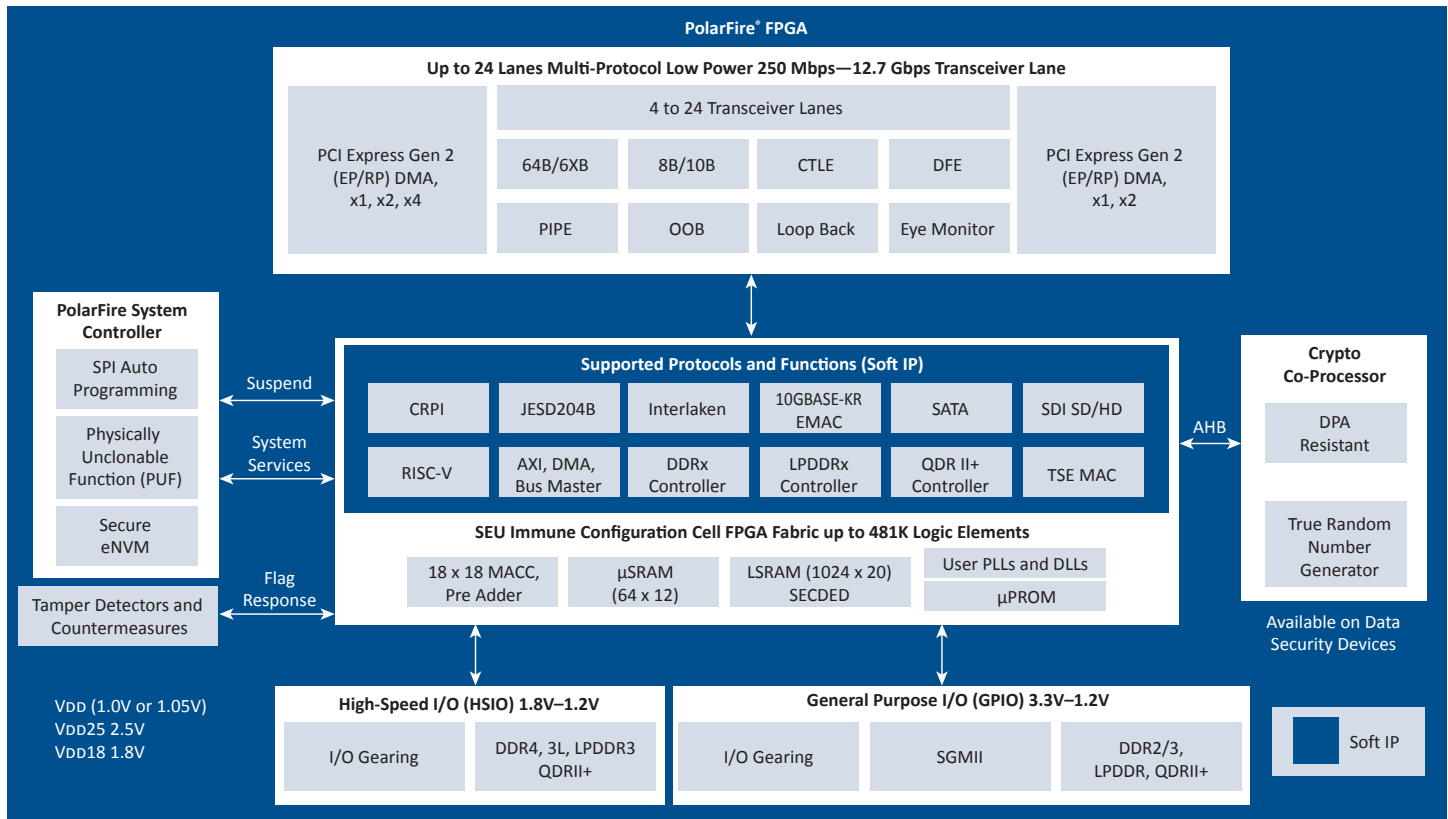 PolarFire® FPGA
Up to 24 Lanes Multi-Protocol Low Power 250 Mbps—12.7 Gbps Transceiver Lane
PCI Express Gen 2
(EP/RP) DMA,
x1, x2, x4
4 to 24 Transceiver Lanes
64B/6XB
8B/10B
CTLE
DFE
PIPE
OOB
Loop Back
Eye Monitor
PCI Express Gen 2
(EP/RP) DMA,
x1, x2
PolarFire System
Controller
SPI Auto
Programming
Physically
Unclonable
Function (PUF)
Secure
eNVM
Tamper Detectors and
Countermeasures
Suspend
System
Services
Flag
Response
Supported Protocols and Functions (Soft IP)
CRPI
JESD204B
Interlaken
10GBASE-KR
EMAC
SATA
SDI SD/HD
RISC-V
AXI, DMA,
Bus Master
DDRx
Controller
LPDDRx
Controller
QDR II+
Controller
TSE MAC
SEU Immune Configuration Cell FPGA Fabric up to 481K Logic Elements
18 x 18 MACC,
Pre Adder
µSRAM
(64 x 12)
LSRAM (1024 x 20)
SECDED
User PLLs and DLLs
µPROM
AHB
Crypto
Co-Processor
DPA
Resistant
True Random
Number
Generator
Available on Data
Security Devices
VDD (1.0V or 1.05V)
VDD25 2.5V
VDD18 1.8V
High-Speed I/O (HSIO) 1.8V–1.2V
I/O Gearing
DDR4, 3L, LPDDR3
QDRII+
General Purpose I/O (GPIO) 3.3V–1.2V
I/O Gearing
SGMII
DDR2/3,
LPDDR, QDRII+
Soft IP